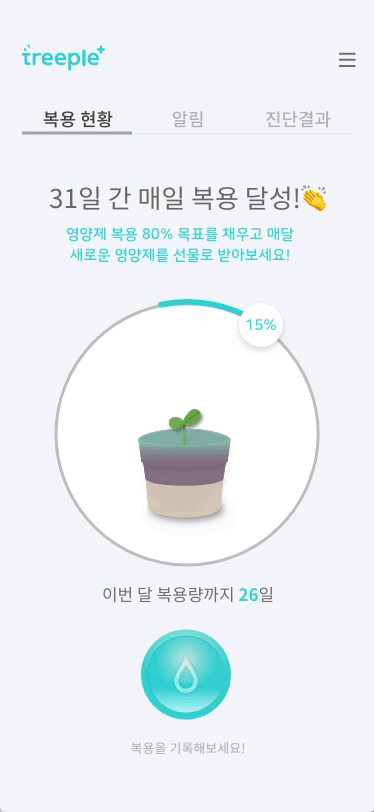 treeple+
복용 현황
알림
진단결과
31일 간 매일 복용 달성!👏
영양제 복용 80% 목표를 채우고 매달
새로운 영양제를 선물로 받아보세요!
15%
이번 달 복용량까지 26일
복용을 기록해보세요!